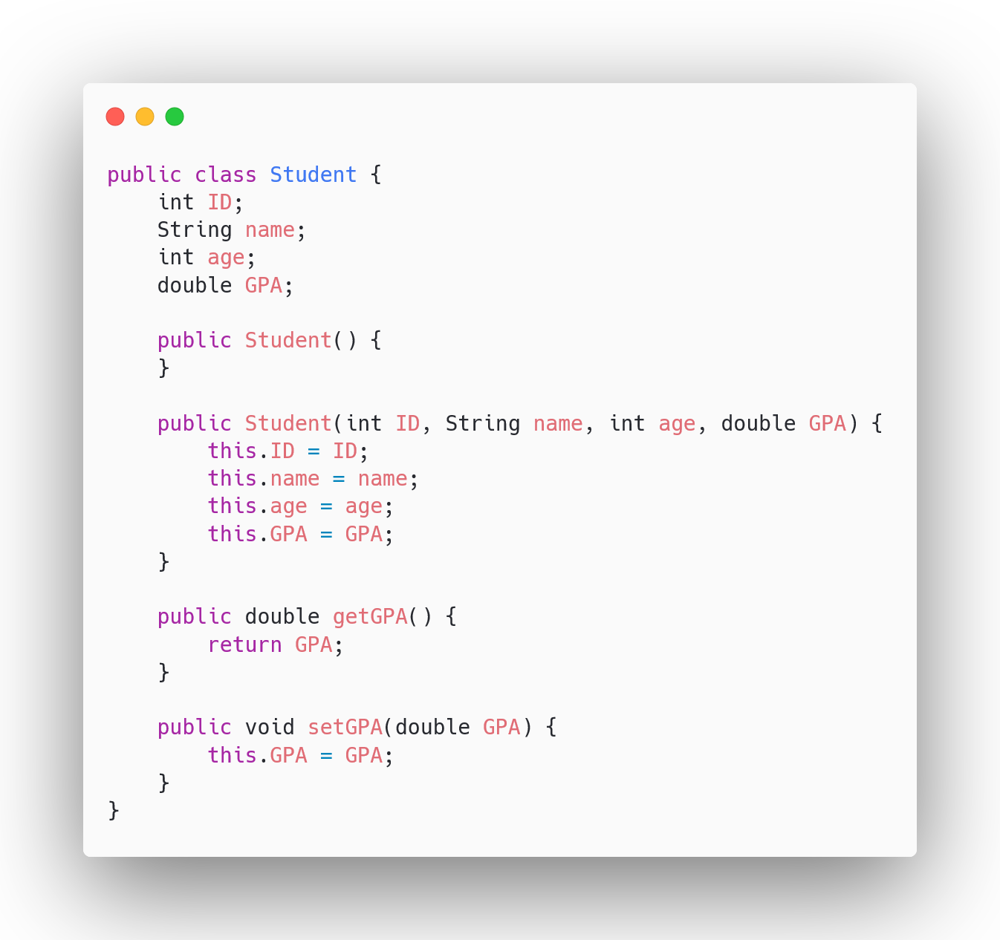 public class Student {
    int ID;
    String name;
    int age;
    double GPA;

    public Student() {
    }

    public Student(int ID, String name, int age, double GPA) {
        this.ID = ID;
        this.name = name;
        this.age = age;
        this.GPA = GPA;
    }

    public double getGPA() {
        return GPA;
    }

    public void setGPA(double GPA) {
        this.GPA = GPA;
    }
}